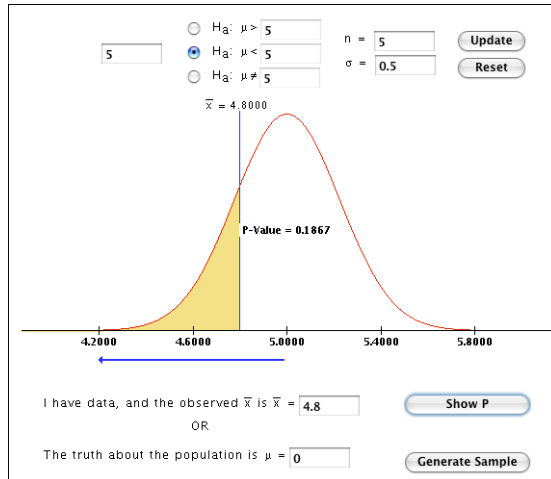 Ha: μ > 5
5
Ha: μ < 5
Ha: μ ≠ 5
n = 5
σ = 0.5
Update
Reset
x̅ = 4.8000
P-Value = 0.1867
4.2000 4.6000 5.0000 5.4000 5.8000
I have data, and the observed x̅ is x̅ = 4.8
Show P
OR
The truth about the population is μ = 0
Generate Sample